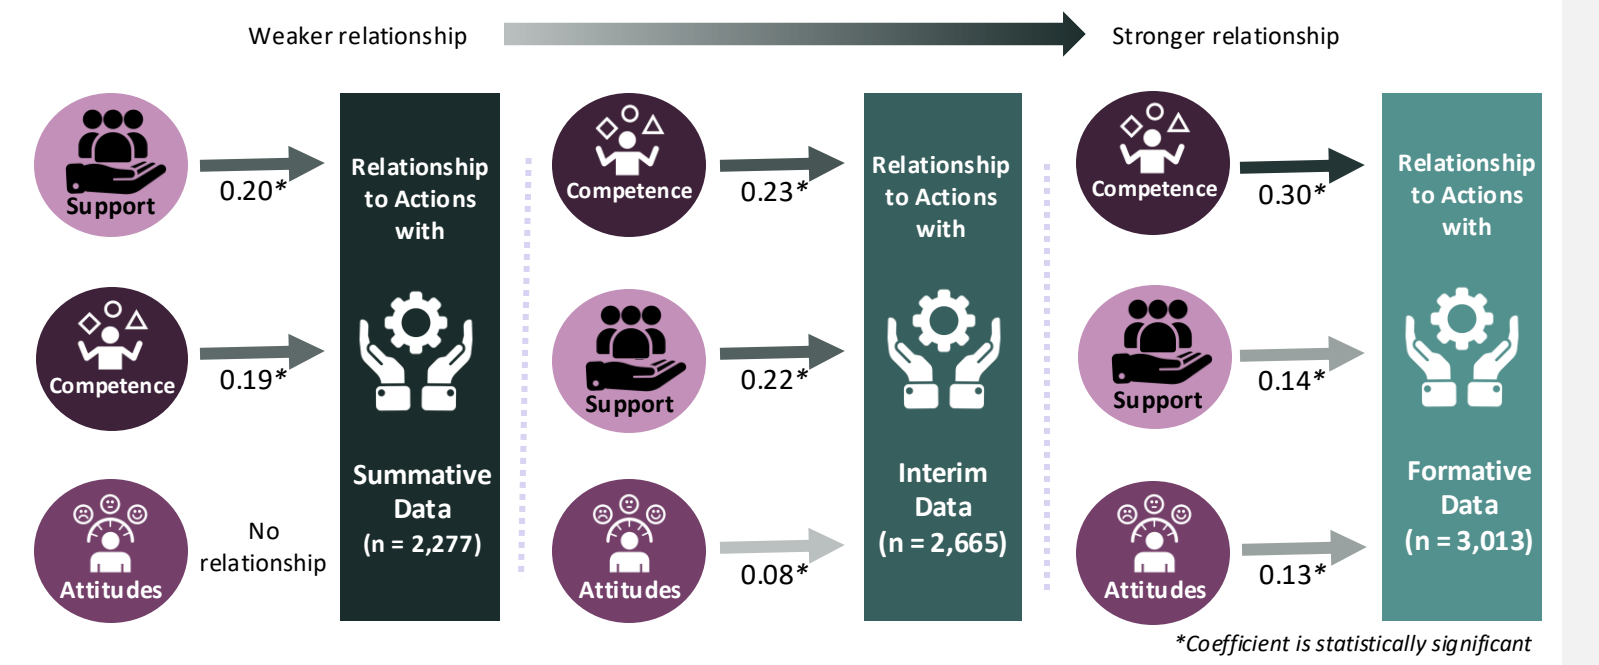 Weaker relationship
Stronger relationship
Support
0.20*
Competence
0.19*
Attitudes
No
relationship
Relationship
to Actions
with
Summative
Data
(n = 2,277)
Competence
0.23*
Support
0.22*
Attitudes
0.08*
Relationship
to Actions
with
Interim
Data
(n = 2,665)
Competence
0.30*
Support
0.14*
Attitudes
0.13*
Relationship
to Actions
with
Formative
Data
(n = 3,013)
*Coefficient is statistically significant